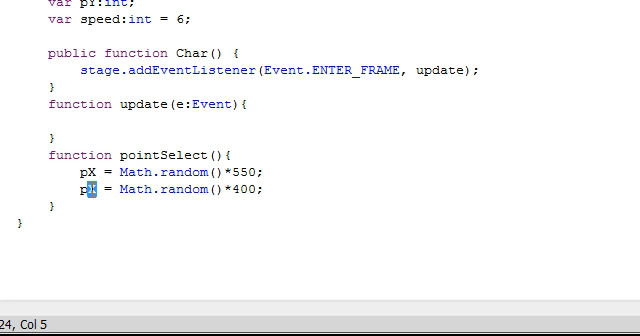 var pY:int;
var speed:int = 6;
public function Char() {
stage.addEventListener(Event.ENTER_FRAME, update);
}
function update(e:Event){
}
function pointSelect(){
pX = Math.random()*550;
pX = Math.random()*400;
}
}
24, Col 5